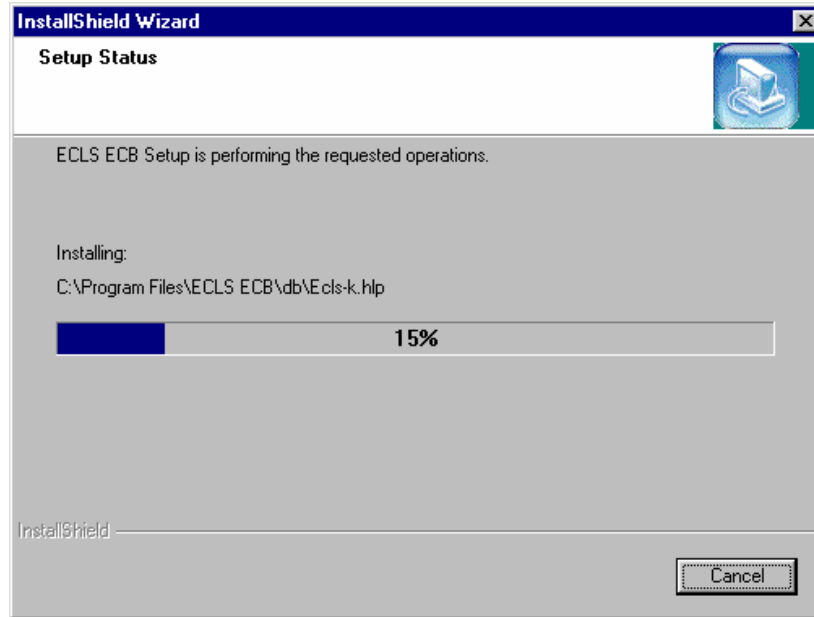 InstallShield Wizard
Setup Status
ECLS ECB Setup is performing the requested operations.
Installing:
C:\Program Files\ECLS ECB\db\Ecls-k.hlp
15%
InstallShield
Cancel